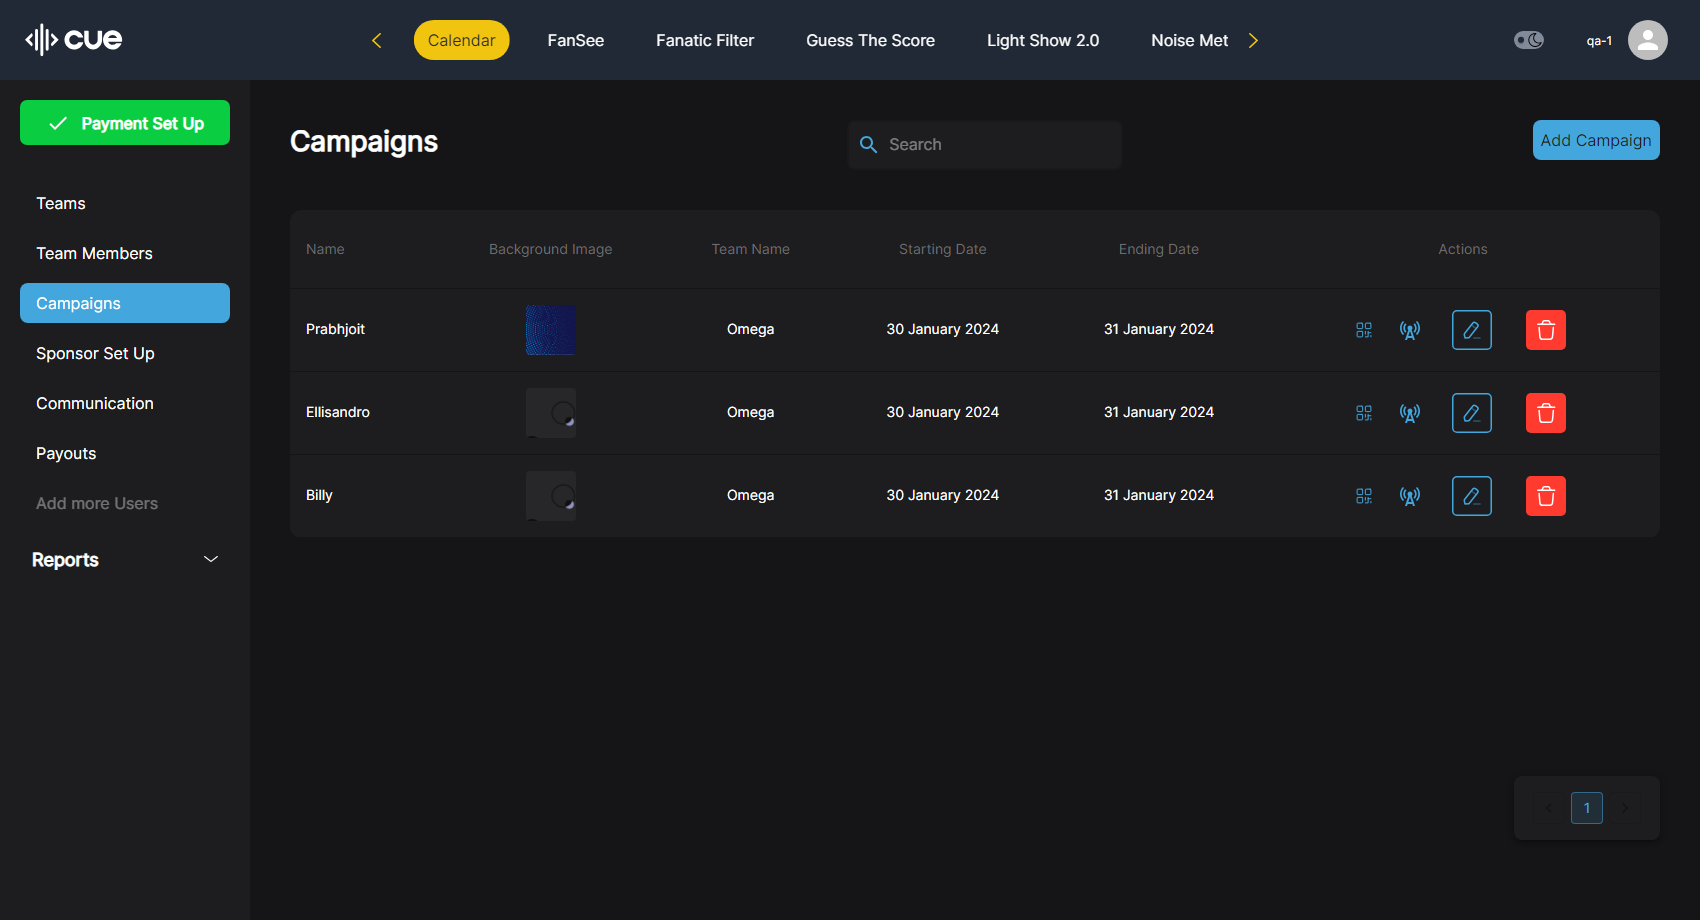 cue
Calendar FanSee Fanatic Filter Guess The Score Light Show 2.0 Noise Met
qa-1
Payment Set Up
Teams
Team Members
Campaigns
Sponsor Set Up
Communication
Payouts
Add more Users
Reports
Campaigns
Search
Add Campaign
Name Background Image Team Name Starting Date Ending Date Actions
Prabhjoit Omega 30 January 2024 31 January 2024
Ellisandro Omega 30 January 2024 31 January 2024
Billy Omega 30 January 2024 31 January 2024
1